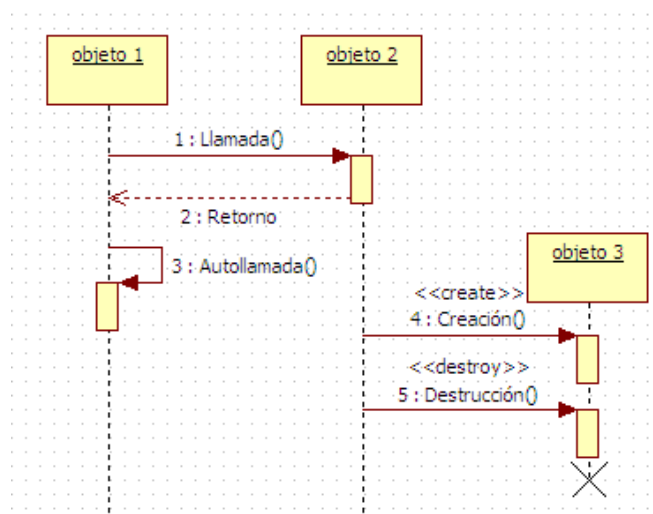 objeto 1
objeto 2
1 : Llamada()
2 : Retorno
3 : Autollamada()
objeto 3
<<create>>
4 : Creación()
<<destroy>>
5 : Destrucción()